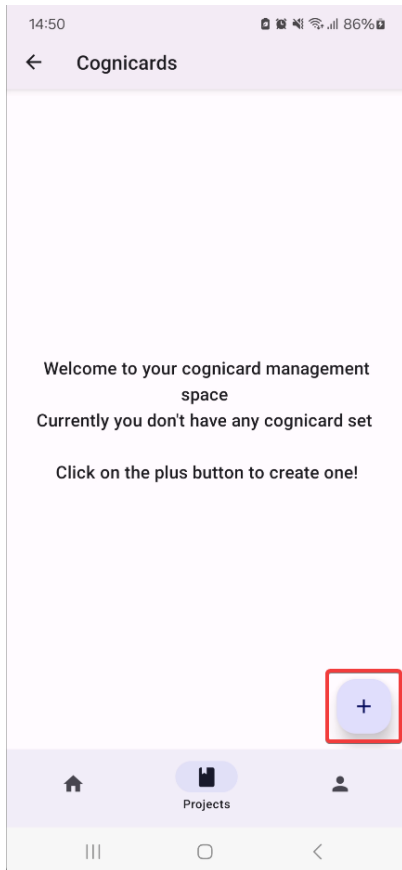 14:50
86%
Cognicards
Welcome to your cognicard management
space
Currently you don't have any cognicard set
Click on the plus button to create one!
+
Projects